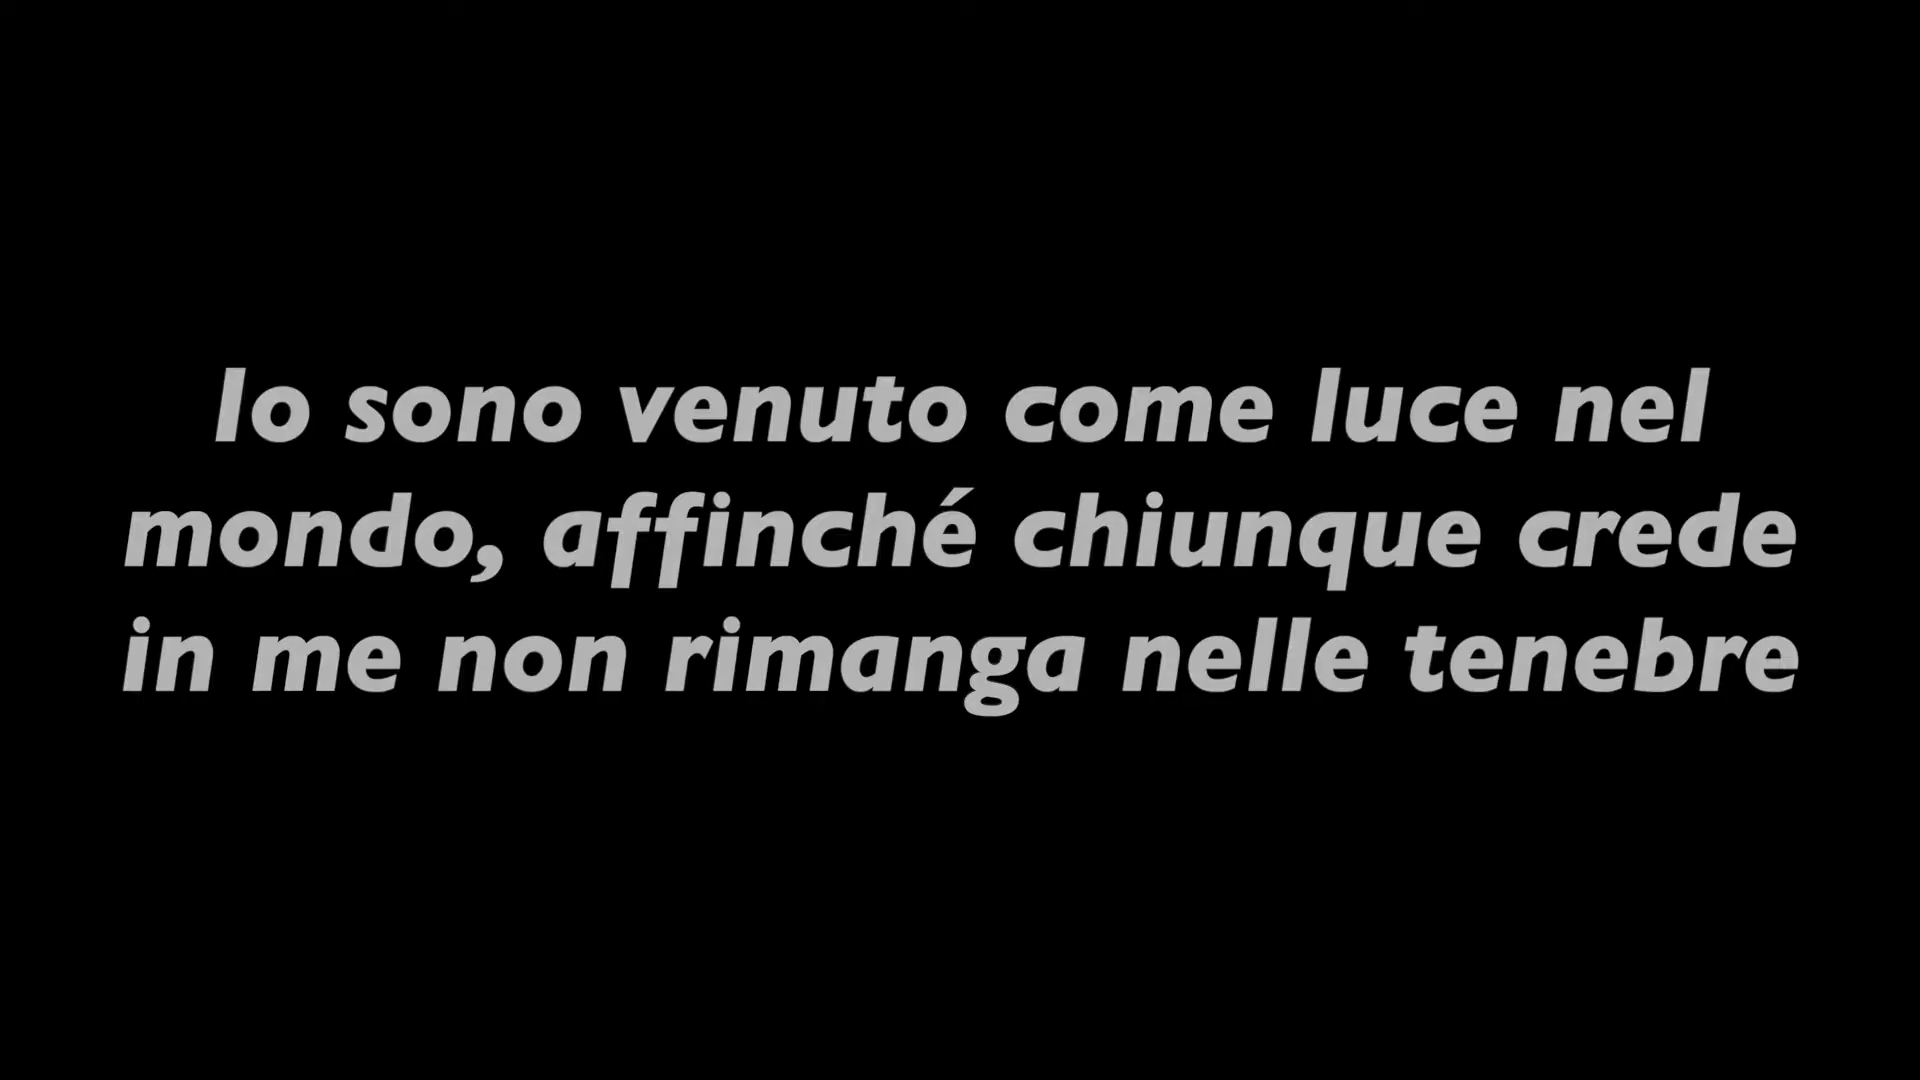 Io sono venuto come luce nel
mondo, affinché chiunque crede
in me non rimanga nelle tenebre